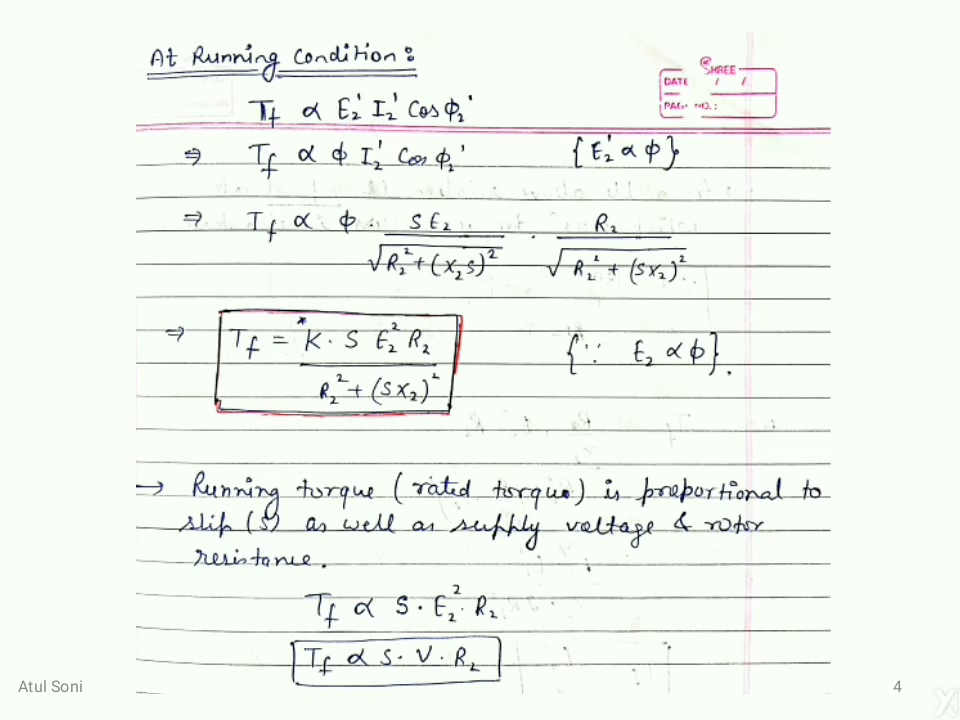 At Running Condition:
SHREE
DATE / /
PAGE NO.:
Tf ∝ E₂' I₂' Cos ϕ₂'
⇒ Tf ∝ ϕ I₂' Cos ϕ₂' {E₂' ∝ ϕ}
⇒ Tf ∝ ϕ · S E₂ / √R₂² + (X₂S)² · R₂ / √R₂² + (SX₂)²
⇒ Tf = *K · S E₂² R₂ / R₂² + (SX₂)² {∵ E₂ ∝ ϕ}.
→ Running torque (rated torque) is proportional to
slip (S) as well as supply voltage & rotor
resistance.
Tf ∝ S · E₂² · R₂
Tf ∝ S · V · R₂
Atul Soni
4